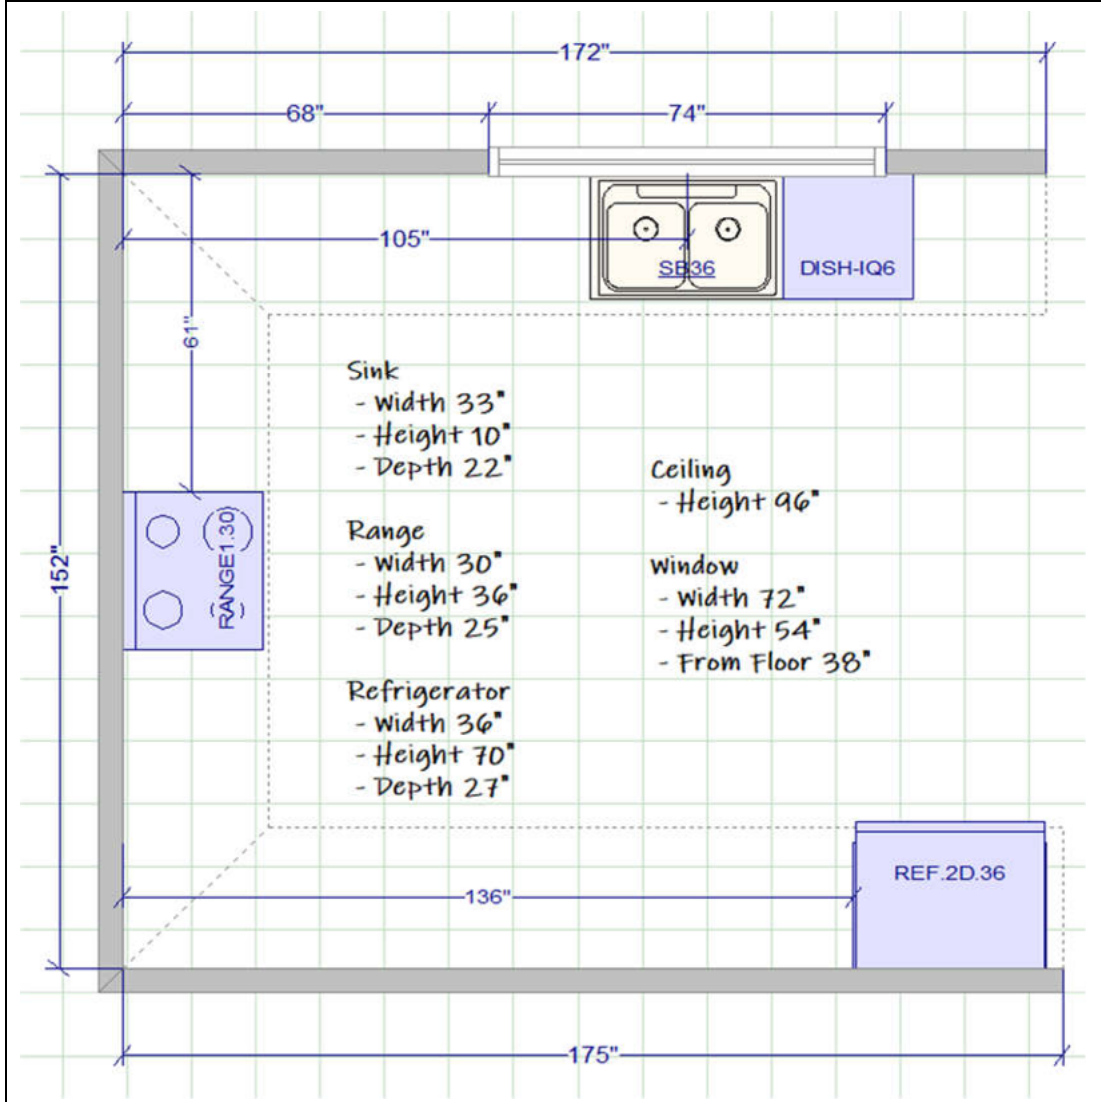 172"
68"
74"
105"
SB36
DISH-IQ6
61"
Sink
- Width 33"
- Height 10"
- Depth 22"
Ceiling
- Height 96"
152"
RANGE1.30)
Range
- Width 30"
- Height 36"
- Depth 25"
Window
- Width 72"
- Height 54"
- From Floor 38"
Refrigerator
- Width 36"
- Height 70"
- Depth 27"
REF.2D.36
136"
175"